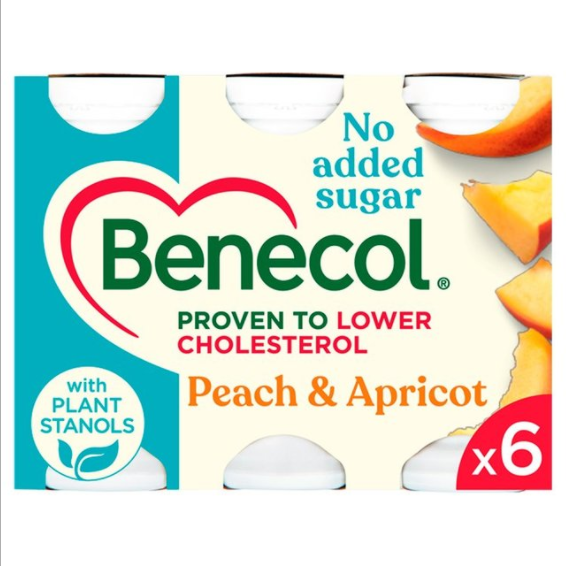 No
added
sugar
Benecol®
PROVEN TO LOWER
CHOLESTEROL
Peach & Apricot
with
PLANT
STANOLS
x6